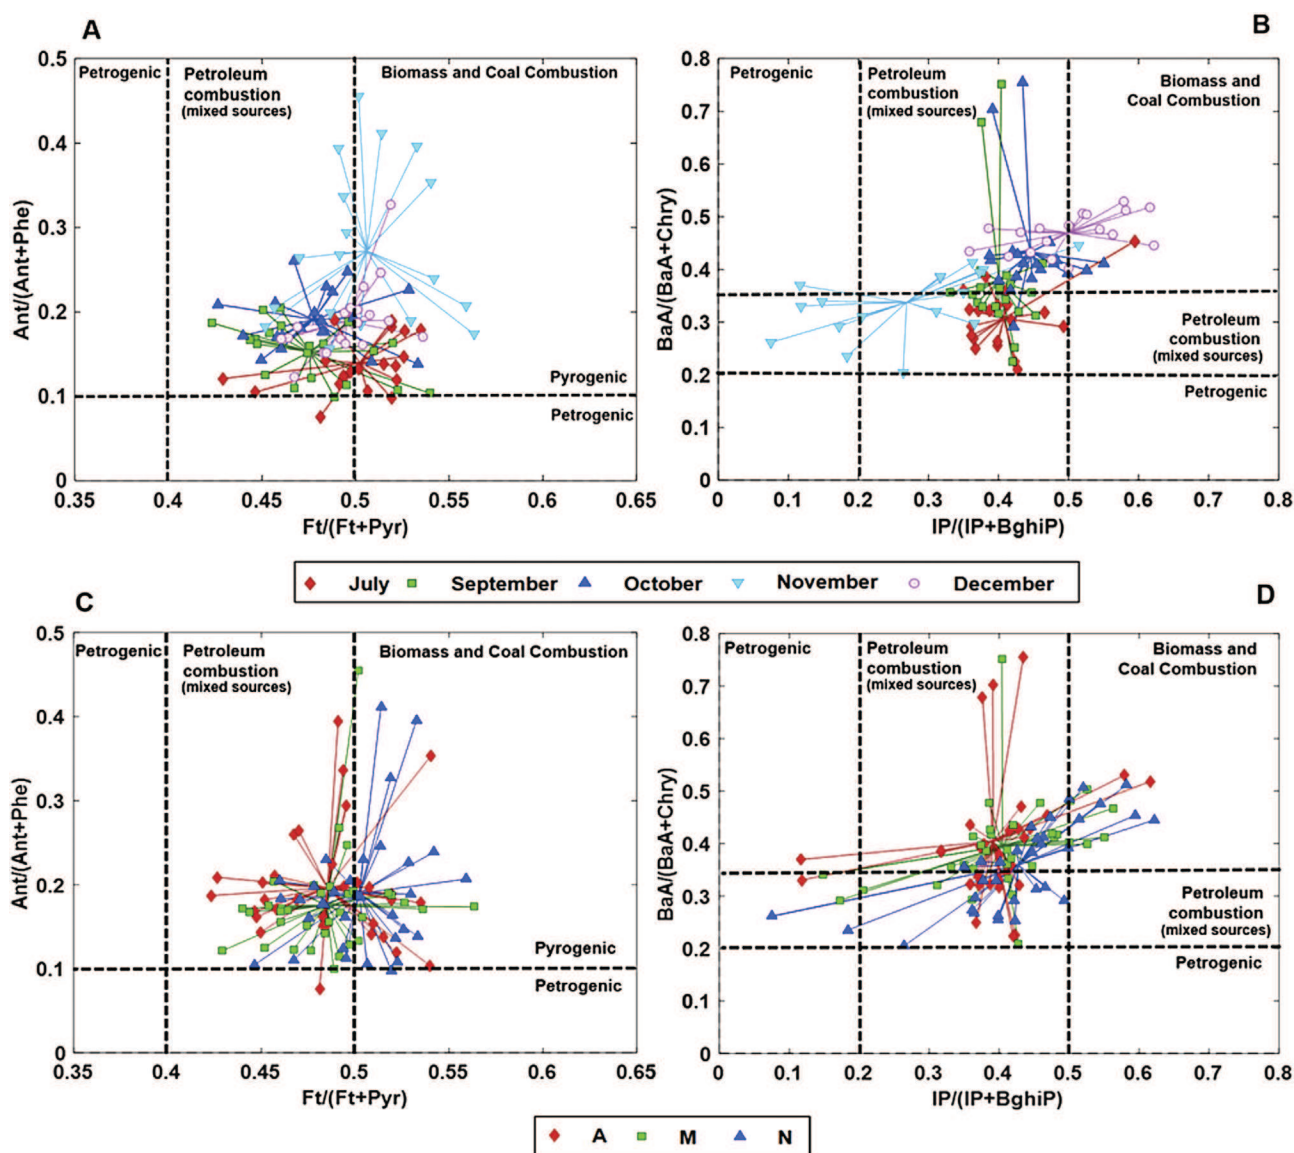 A
0.5
0.4
0.3
0.2
0.1
0
Ant/(Ant+Phe)
Petrogenic
Petroleum
combustion
(mixed sources)
Biomass and Coal Combustion
Pyrogenic
Petrogenic
0.35
0.4
0.45
0.5
0.55
0.6
0.65
Ft/(Ft+Pyr)
B
0.8
0.7
0.6
0.5
0.4
0.3
0.2
0.1
0
BaA/(BaA+Chry)
Petrogenic
Petroleum
combustion
(mixed sources)
Biomass and
Coal Combustion
Petroleum
combustion
(mixed sources)
Petrogenic
0
0.1
0.2
0.3
0.4
0.5
0.6
0.7
0.8
IP/(IP+BghiP)
July
September
October
November
December
C
0.5
0.4
0.3
0.2
0.1
0
Ant/(Ant+Phe)
Petrogenic
Petroleum
combustion
(mixed sources)
Biomass and Coal Combustion
Pyrogenic
Petrogenic
0.35
0.4
0.45
0.5
0.55
0.6
0.65
Ft/(Ft+Pyr)
D
0.8
0.7
0.6
0.5
0.4
0.3
0.2
0.1
0
BaA/(BaA+Chry)
Petrogenic
Petroleum
combustion
(mixed sources)
Biomass and
Coal Combustion
Petroleum
combustion
(mixed sources)
Petrogenic
0
0.1
0.2
0.3
0.4
0.5
0.6
0.7
0.8
IP/(IP+BghiP)
A
M
N